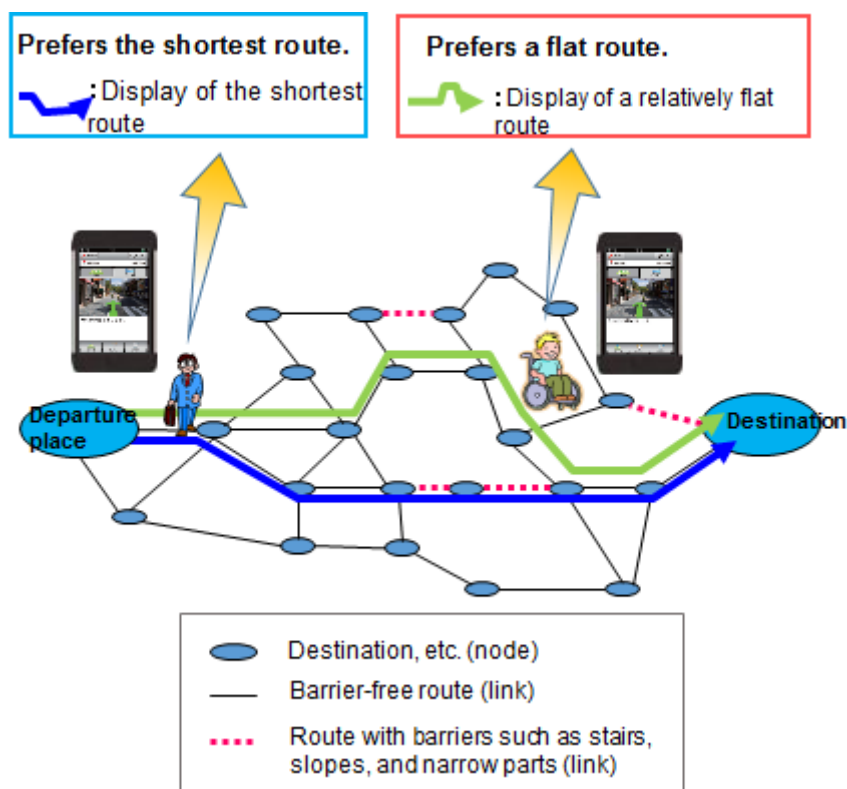 Prefers the shortest route.
: Display of the shortest
route
Prefers a flat route.
: Display of a relatively flat
route
Departure
place
Destination
Destination, etc. (node)
Barrier-free route (link)
Route with barriers such as stairs,
slopes, and narrow parts (link)